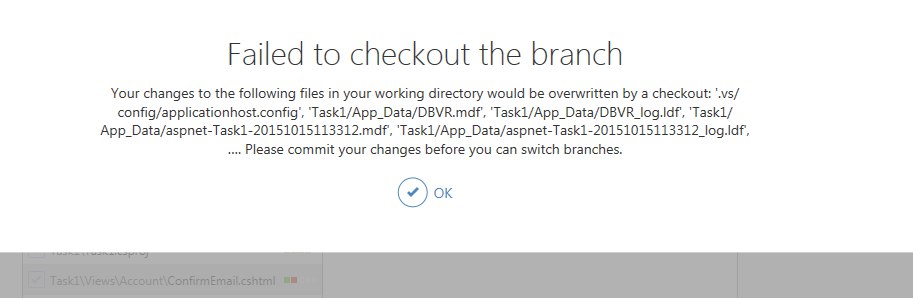 Failed to checkout the branch
Your changes to the following files in your working directory would be overwritten by a checkout: '.vs/
config/applicationhost.config', 'Task1/App_Data/DBVR.mdf', 'Task1/App_Data/DBVR_log.ldf', 'Task1/
App_Data/aspnet-Task1-20151015113312.mdf', 'Task1/App_Data/aspnet-Task1-20151015113312_log.ldf',
.... Please commit your changes before you can switch branches.
OK
Task1\Task1.csproj
Task1\Views\Account\ConfirmEmail.cshtml